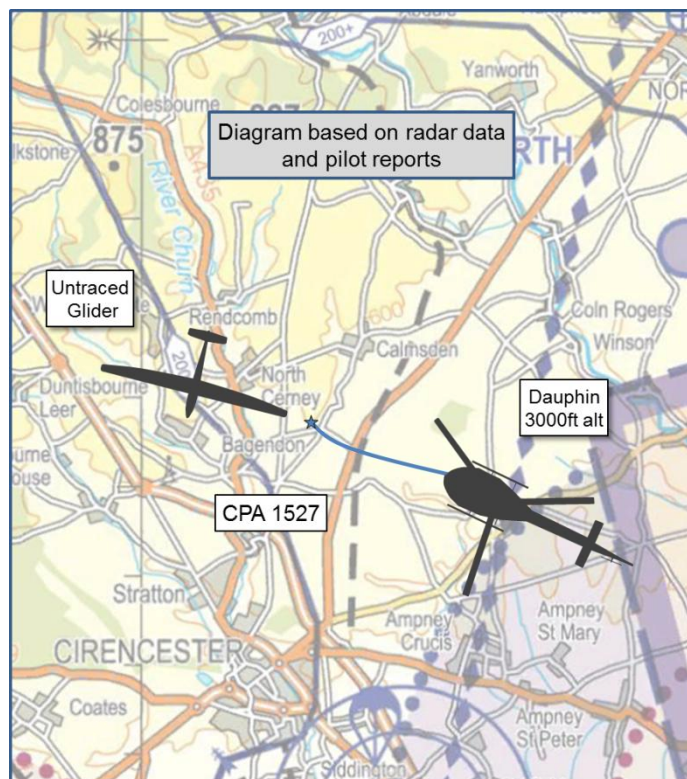 200+
Yanworth
Colesbourne
875
Diagram based on radar data
and pilot reports
RTH
A435
River Churn
Untraced
Glider
Rendcomb
600
Coln Rogers
Winson
Calmsden
Duntisbourne
Leer
North
Cerney
Dauphin
3000ft alt
Bagendon
CPA 1527
Stratton
CIRENCESTER
Ampney
Crucis
Ampney
St Mary
Coates
Ampney
St Peter
Siddington